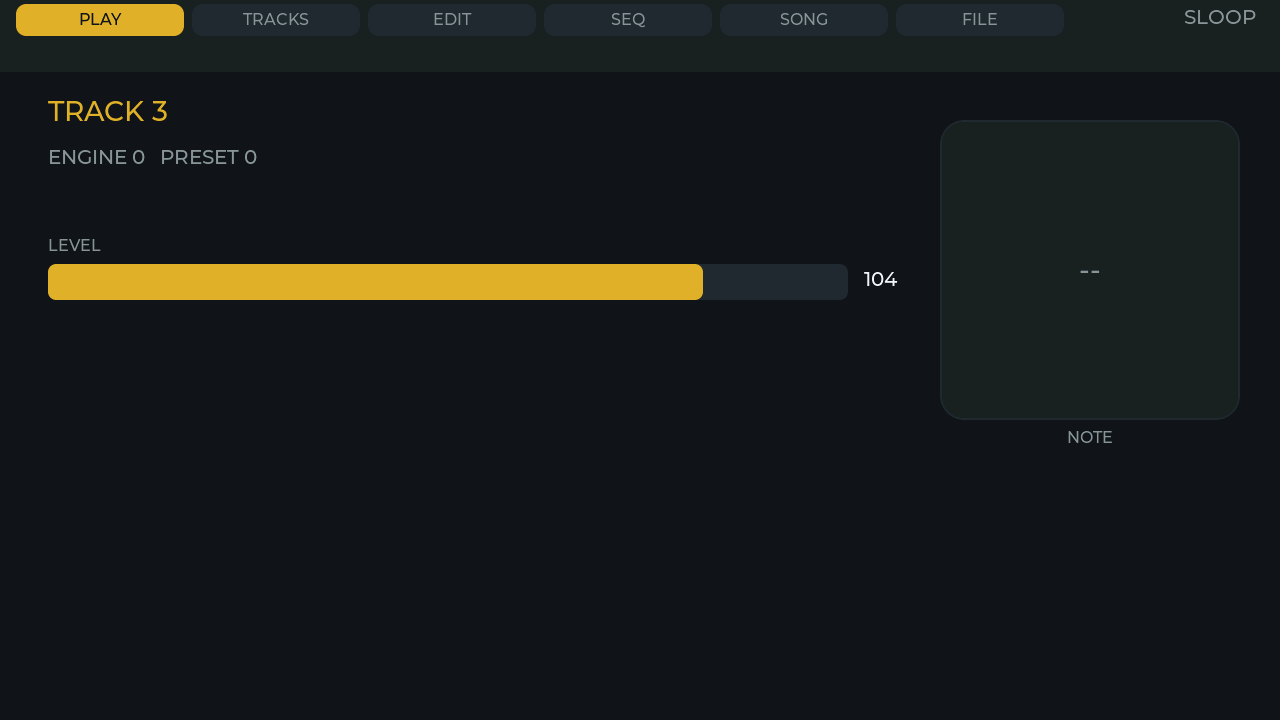 PLAY TRACKS EDIT SEQ SONG FILE SLOOP
TRACK 3
ENGINE 0 PRESET 0
LEVEL
104
--
NOTE